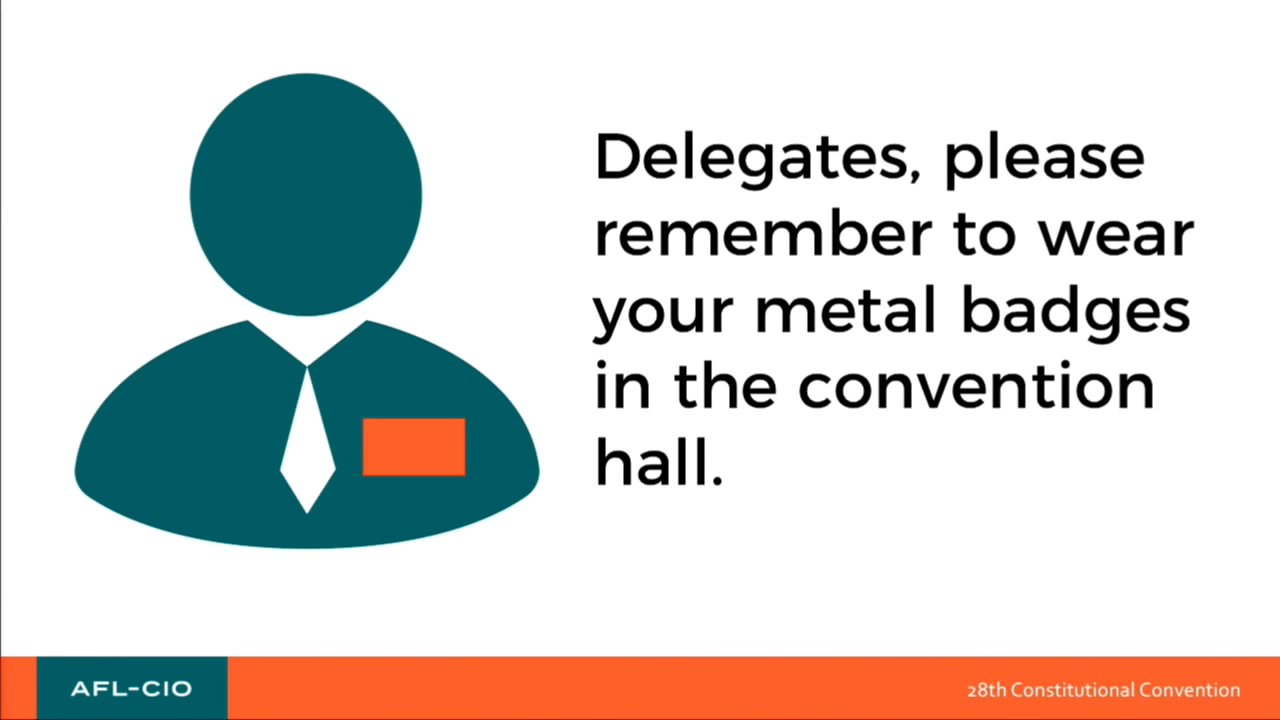 Delegates, please
remember to wear
your metal badges
in the convention
hall.
AFL-CIO
28th Constitutional Convention